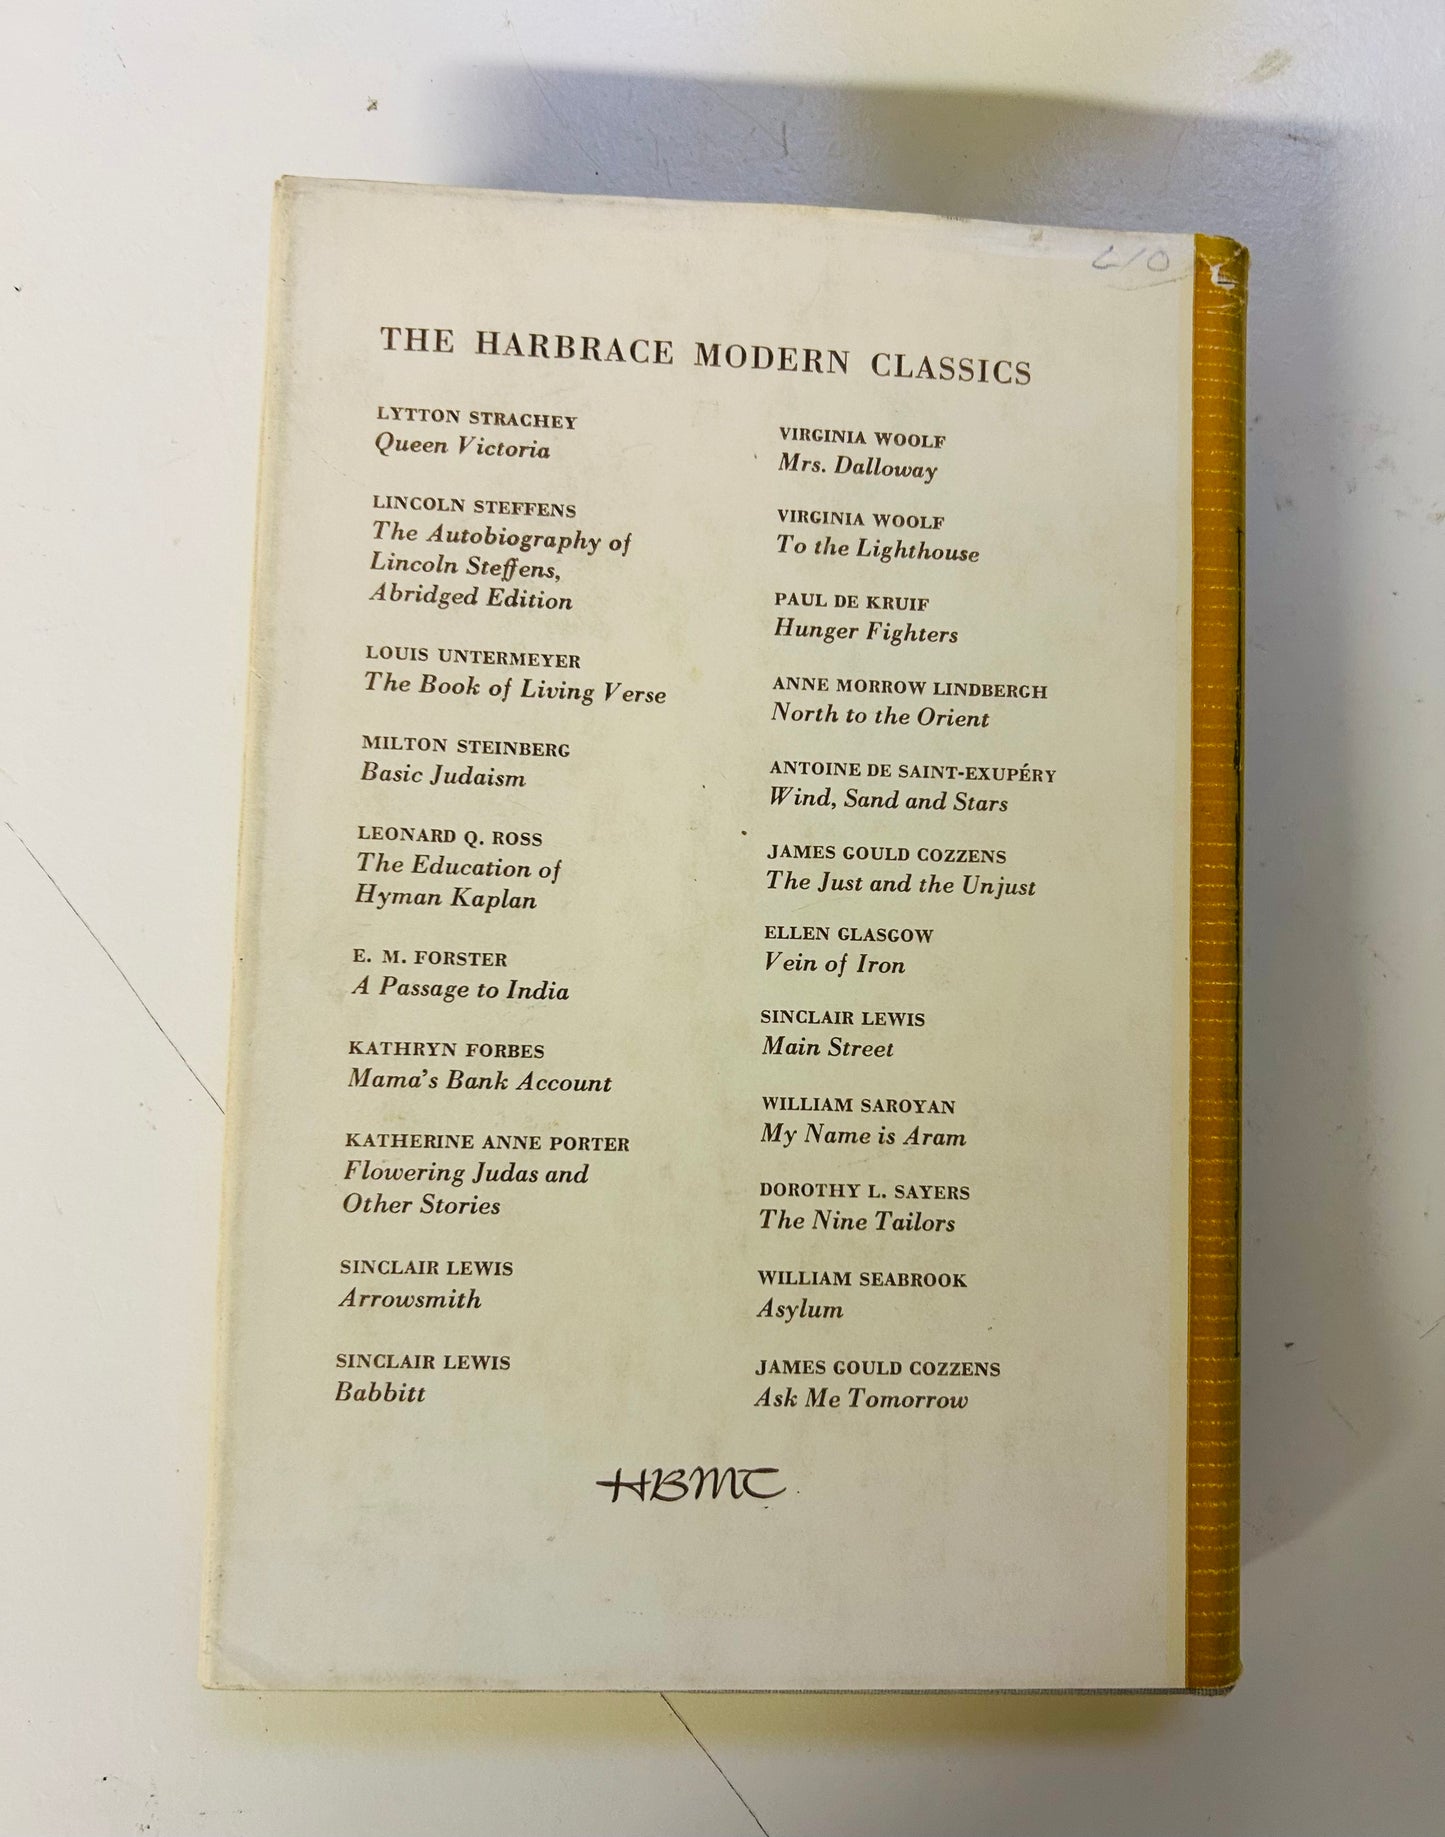 THE HARBRACE MODERN CLASSICS
LYTTON STRACHEY
Queen Victoria
LINCOLN STEFFENS
The Autobiography of
Lincoln Steffens,
Abridged Edition
LOUIS UNTERMEYER
The Book of Living Verse
MILTON STEINBERG
Basic Judaism
LEONARD Q. ROSS
The Education of
Hyman Kaplan
E. M. FORSTER
A Passage to India
KATHRYN FORBES
Mama's Bank Account
KATHERINE ANNE PORTER
Flowering Judas and
Other Stories
SINCLAIR LEWIS
Arrowsmith
SINCLAIR LEWIS
Babbitt
VIRGINIA WOOLF
Mrs. Dalloway
VIRGINIA WOOLF
To the Lighthouse
PAUL DE KRUIF
Hunger Fighters
ANNE MORROW LINDBERGH
North to the Orient
ANTOINE DE SAINT-EXUPÉRY
Wind, Sand and Stars
JAMES GOULD COZZENS
The Just and the Unjust
ELLEN GLASGOW
Vein of Iron
SINCLAIR LEWIS
Main Street
WILLIAM SAROYAN
My Name is Aram
DOROTHY L. SAYERS
The Nine Tailors
WILLIAM SEABROOK
Asylum
JAMES GOULD COZZENS
Ask Me Tomorrow
HBMC